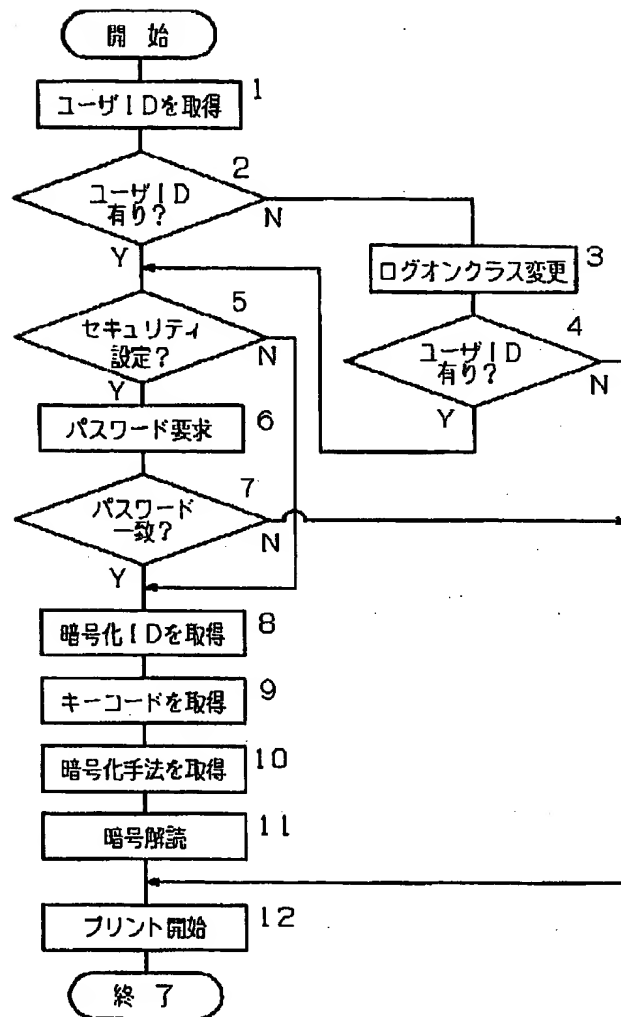 開始
1
ユーザIDを取得
2
ユーザID
有り?
N
Y
3
ログオンクラス変更
4
ユーザID
有り?
N
Y
5
セキュリティ
設定?
N
Y
6
パスワード要求
7
パスワード
一致?
N
Y
8
暗号化IDを取得
9
キーコードを取得
10
暗号化手法を取得
11
暗号解読
12
プリント開始
終了